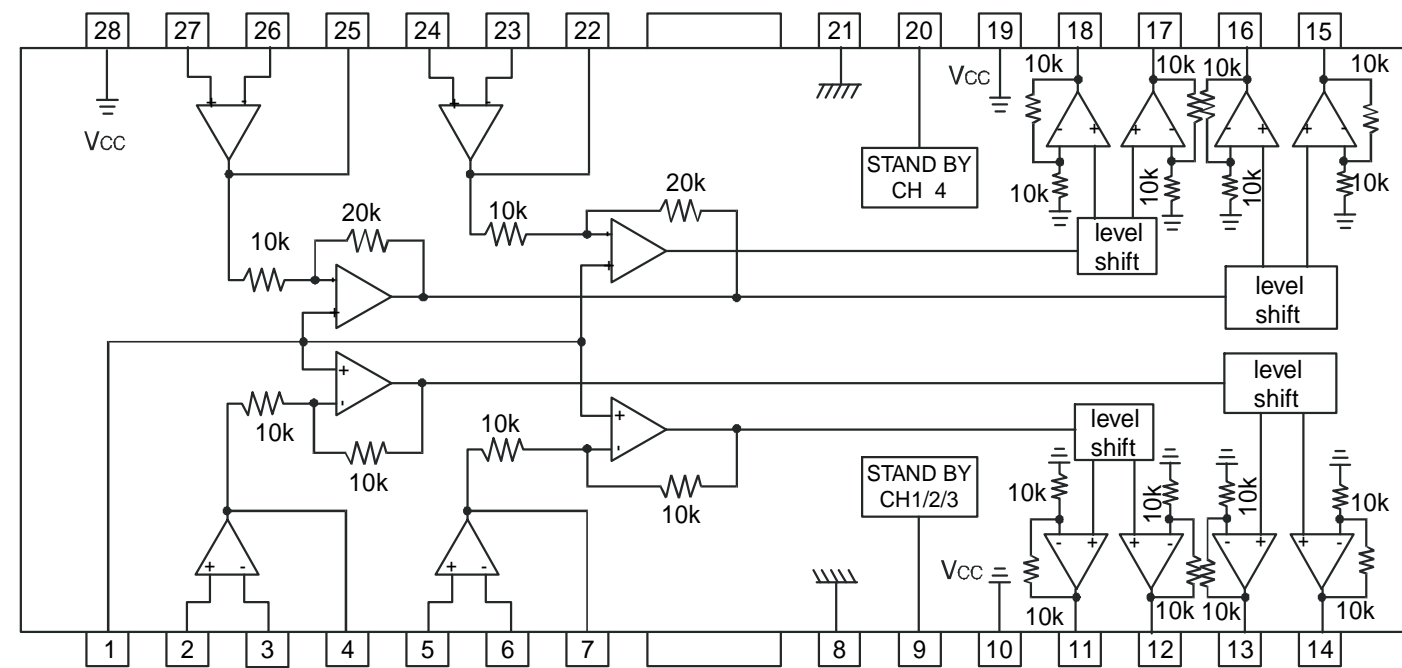 28 27 26 25 24 23 22 21 20 19 18 17 16 15
VCC
VCC
10k 10k 10k 10k
- + + - - + + -
+ - + -
STAND BY
CH 4
10k 10k 10k 10k
20k
10k
20k
10k
-
+
level
shift
-
+
level
shift
+
-
10k
10k
+
-
10k
10k
level
shift
level
shift
STAND BY
CH1/2/3
10k 10k 10k 10k
- + + - - + + -
+ - + -
VCC
10k 10k 10k 10k
1 2 3 4 5 6 7 8 9 10 11 12 13 14